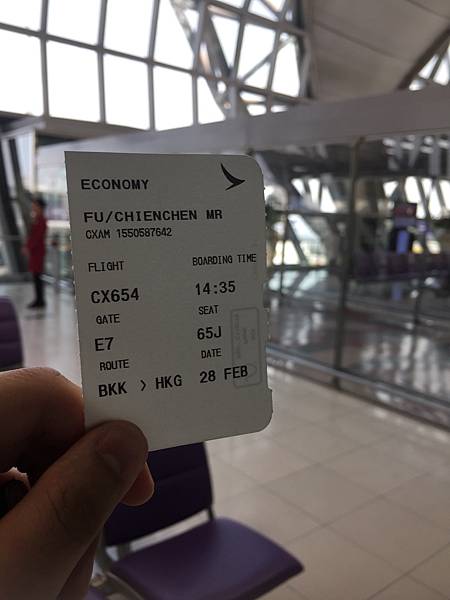 ECONOMY
FU/CHIENCHEN MR
CXAM 1550587642
FLIGHT BOARDING TIME
CX654 14:35
GATE SEAT
E7 65J
ROUTE DATE
BKK > HKG 28 FEB